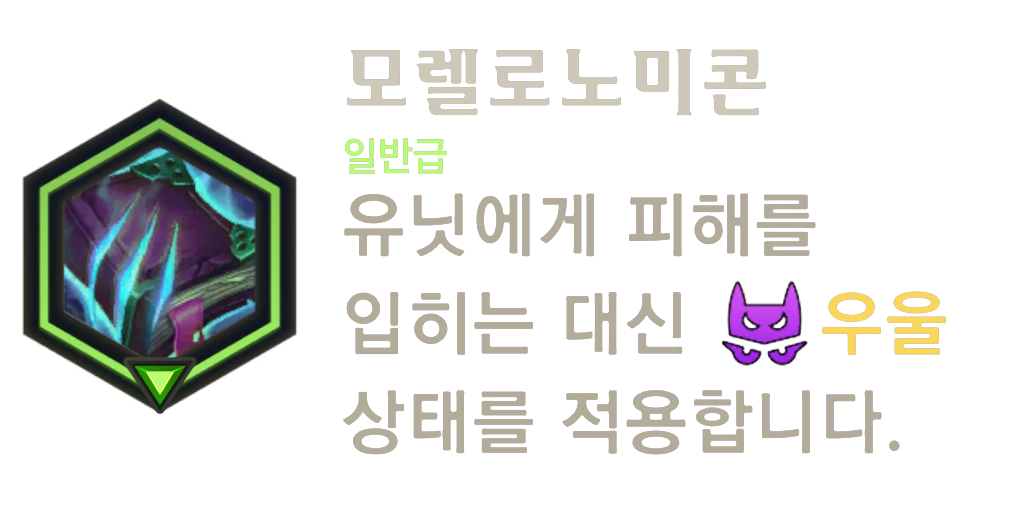 모렐로노미콘
일반급
유닛에게 피해를
입히는 대신 우울
상태를 적용합니다.